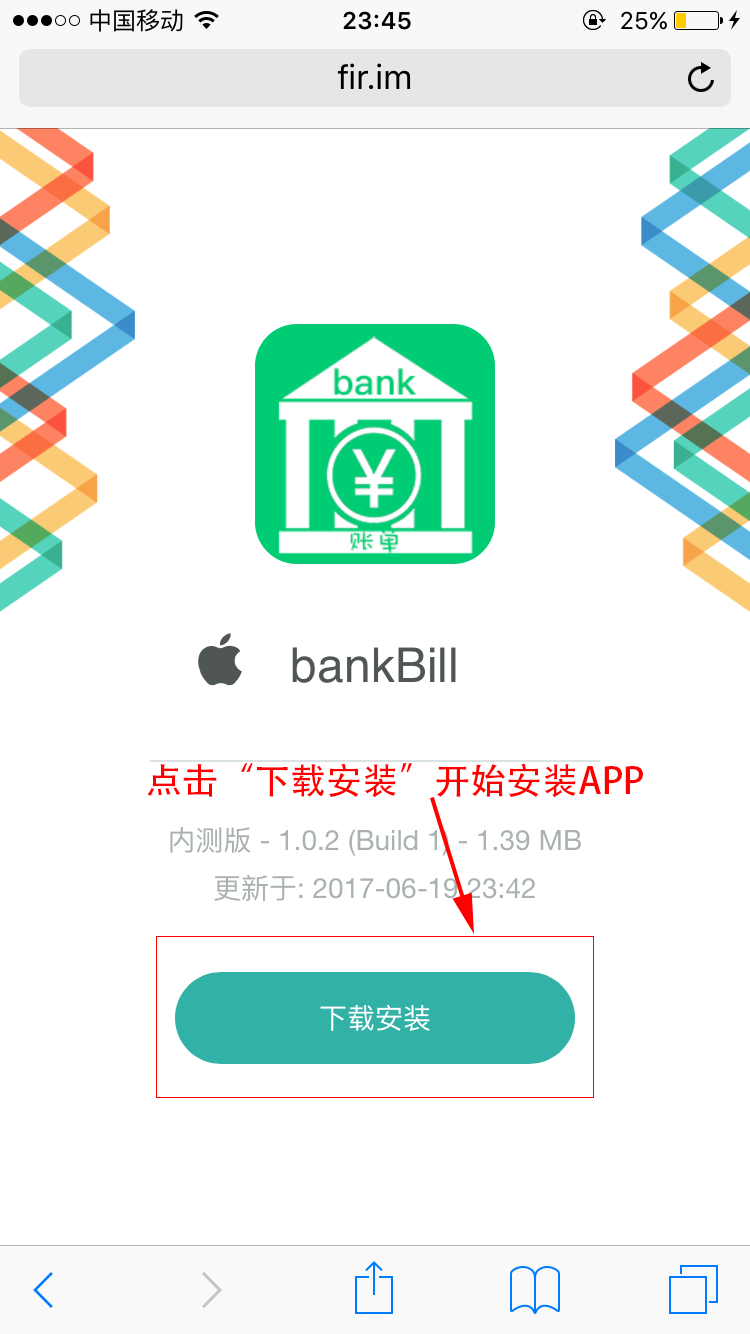 中国移动 23:45 25%
fir.im
bank
账单
bankBill
点击“下载安装”开始安装APP
内测版 - 1.0.2 (Build 1) - 1.39 MB
更新于: 2017-06-19 23:42
下载安装